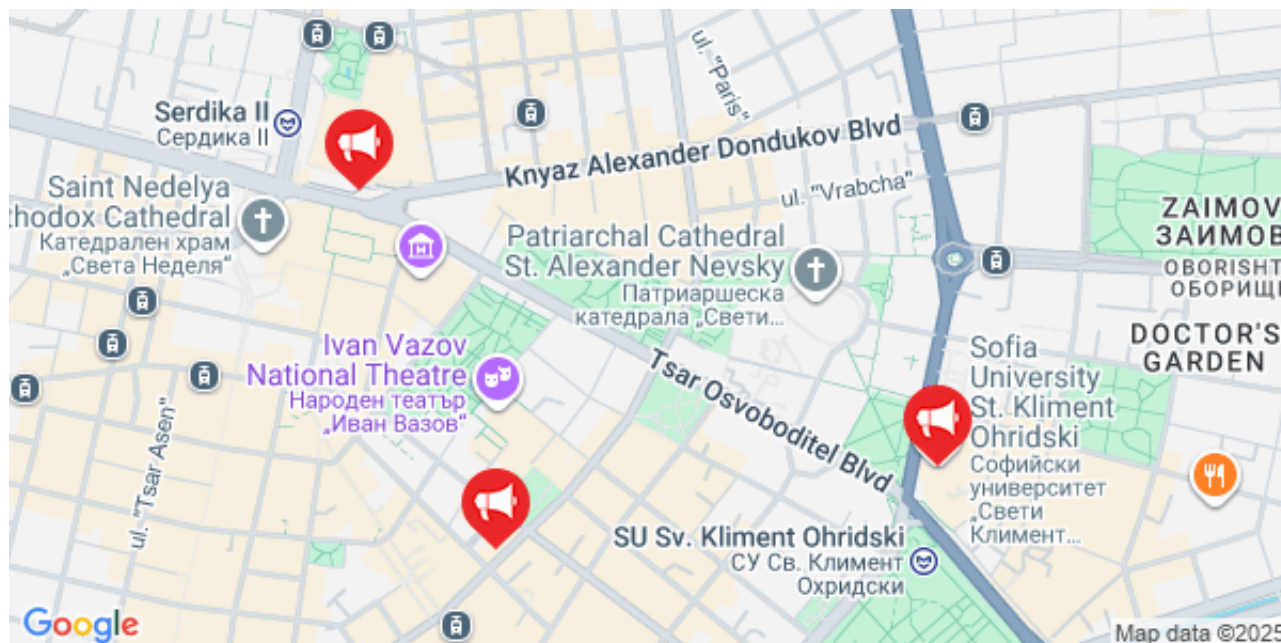 ul. "Paris"
Serdika II
Сердика II
Knyaz Alexander Dondukov Blvd
ul. "Vrabcha"
Saint Nedelya
thodox Cathedral
Катедрален храм
„Света Неделя“
Patriarchal Cathedral
St. Alexander Nevsky
Патриаршеска
катедрала „Свети...
ZAIMOV
ЗАИМОВ
OBORISHT
ОБОРИЩЕ
DOCTOR'S
GARDEN
Ivan Vazov
National Theatre
Народен театър
„Иван Вазов“
Tsar Osvoboditel Blvd
Sofia
University
St. Kliment
Ohridski
Софийски
университет
„Свети
Климент...
ul. "Tsar Asen"
SU Sv. Kliment Ohridski
СУ Св. Климент
Охридски
Google
Map data ©2025